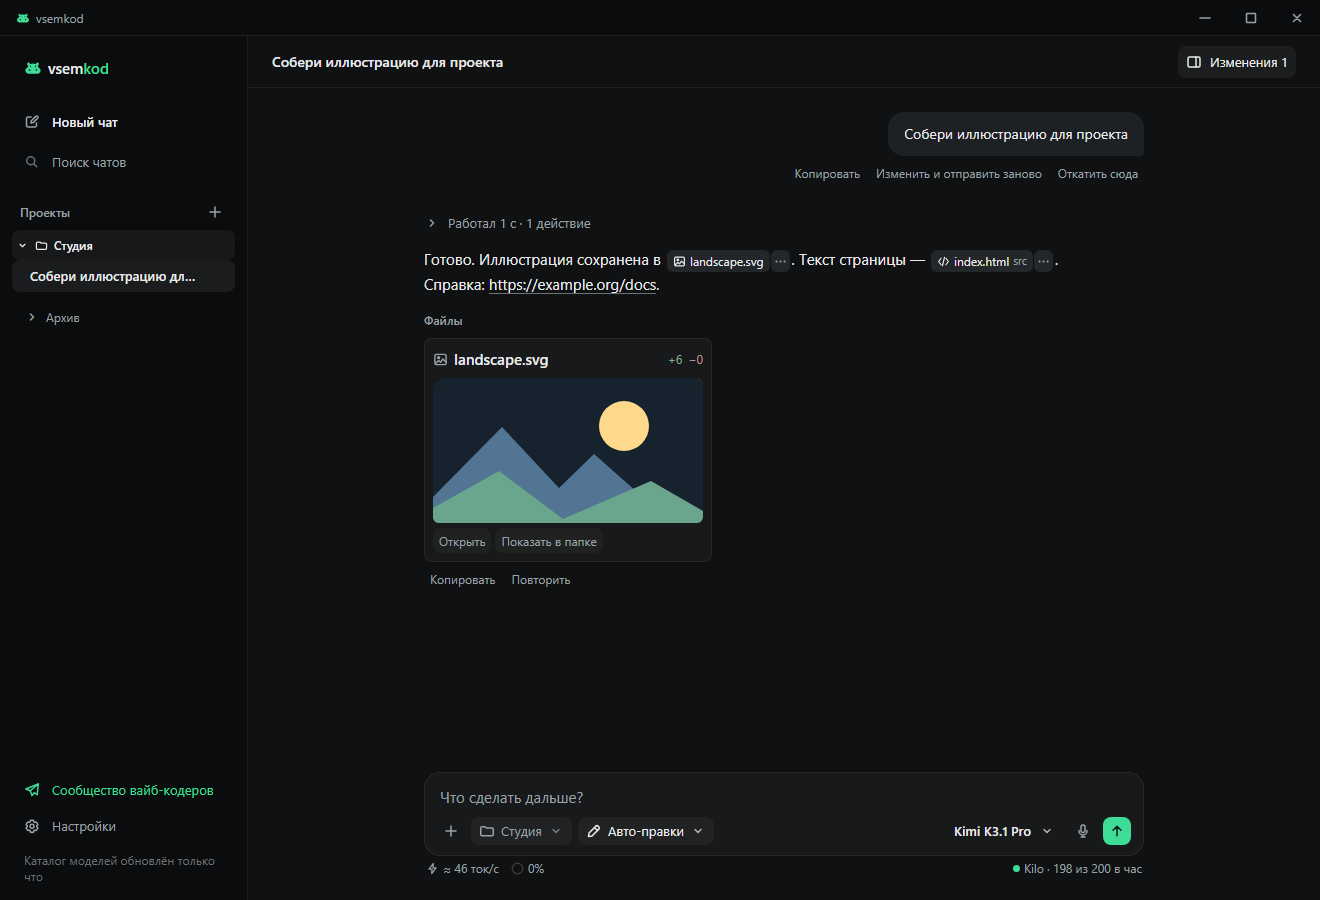 vsemkod
vsemkod
Новый чат
Поиск чатов
Проекты
Студия
Собери иллюстрацию дл...
Архив
Сообщество вайб-кодеров
Настройки
Каталог моделей обновлён только
что
Собери иллюстрацию для проекта
Изменения 1
Собери иллюстрацию для проекта
Копировать Изменить и отправить заново Откатить сюда
Работал 1 с · 1 действие
Готово. Иллюстрация сохранена в landscape.svg ··· . Текст страницы — index.html src ··· .
Справка: https://example.org/docs.
Файлы
landscape.svg +6 −0
Открыть Показать в папке
Копировать Повторить
Что сделать дальше?
Студия Авто-правки Kimi K3.1 Pro
≈ 46 ток/с 0% Kilo · 198 из 200 в час